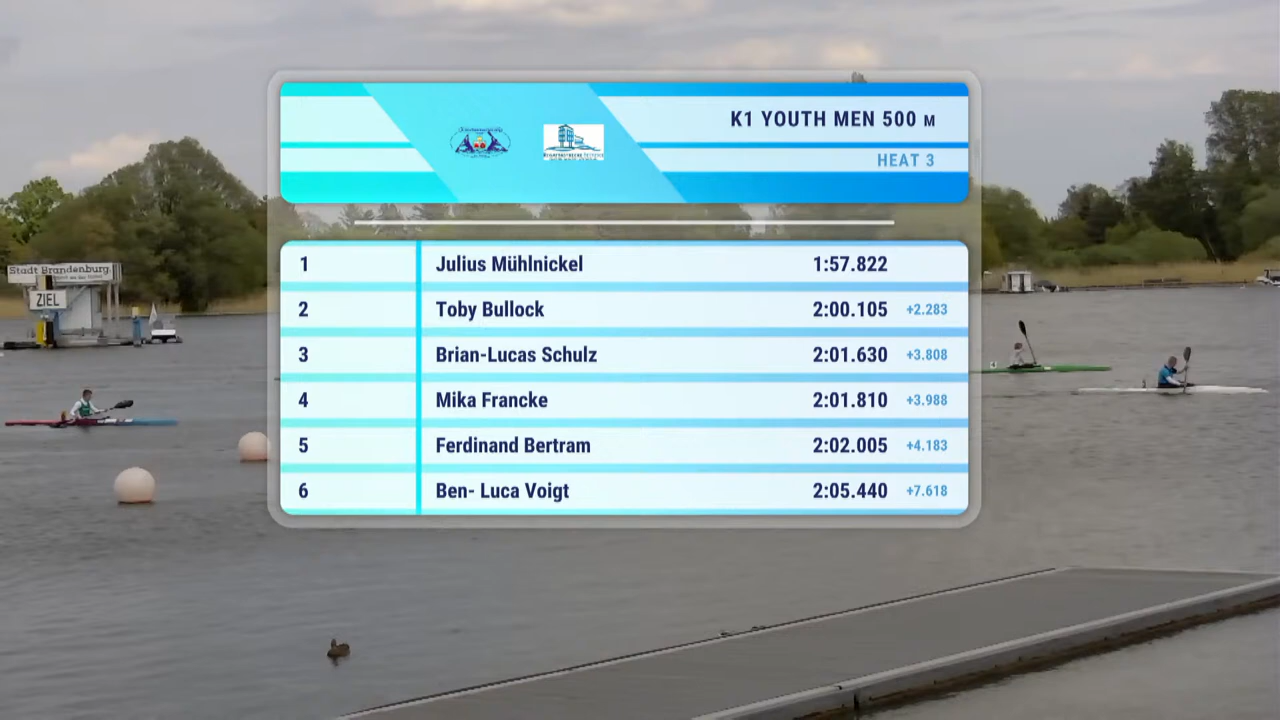 K1 YOUTH MEN 500 M
HEAT 3
1 Julius Mühlnickel 1:57.822
2 Toby Bullock 2:00.105 +2.283
3 Brian-Lucas Schulz 2:01.630 +3.808
4 Mika Francke 2:01.810 +3.988
5 Ferdinand Bertram 2:02.005 +4.183
6 Ben- Luca Voigt 2:05.440 +7.618
Stadt Brandenburg
ZIEL